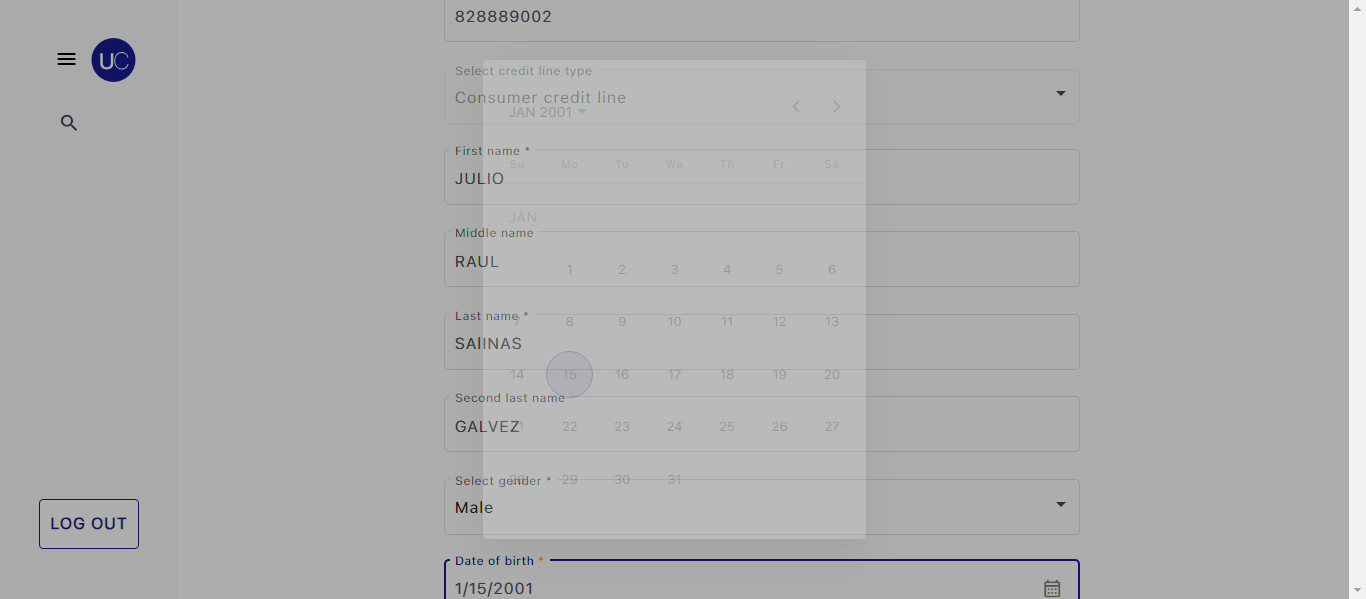 828889002
UC
Select credit line type
Consumer credit line
JAN 2001
First name *
Su Mo Tu We Th Fr Sa
JULIO
JAN
Middle name
RAUL
1 2 3 4 5 6
Last name *
7 8 9 10 11 12 13
SAlINAS
14 15 16 17 18 19 20
Second last name
GALVEZ
21 22 23 24 25 26 27
Select gender *
28 29 30 31
Male
LOG OUT
Date of birth *
1/15/2001